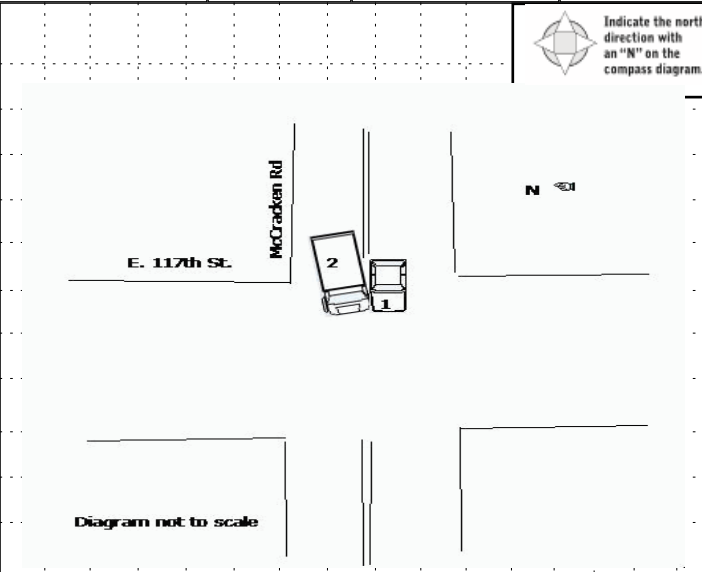 Indicate the north
direction with
an “N” on the
compass diagram.
McCracken Rd
N
E. 117th St.
2
1
Diagram not to scale